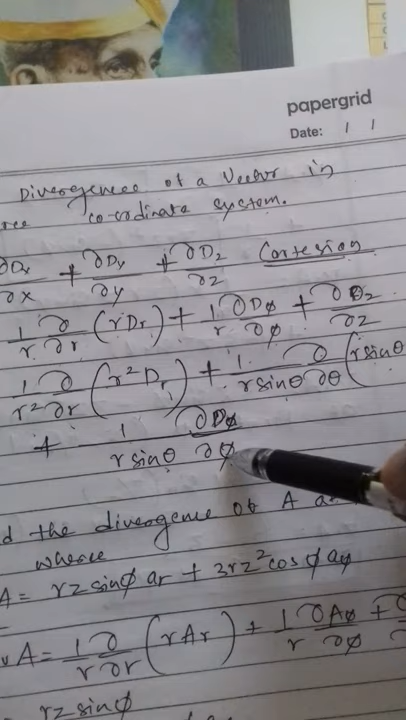 papergrid
Date: / /
Divergence of a Vector in
co-ordinate system.
∂Dx/∂x + ∂Dy/∂y + ∂Dz/∂z Cartesian
1/r ∂/∂r (rDr) + 1/r ∂Dϕ/∂ϕ + ∂Dz/∂z
1/r² ∂/∂r (r²Dr) + 1/(r sinθ) ∂/∂θ (r sinθ
+ 1/(r sinθ) ∂Dϕ/∂ϕ
the divergence of A
where
A = rz sinϕ ar + 3rz² cosϕ aϕ
A = 1/r ∂/∂r (rAr) + 1/r ∂Aϕ/∂ϕ +
rz sinϕ